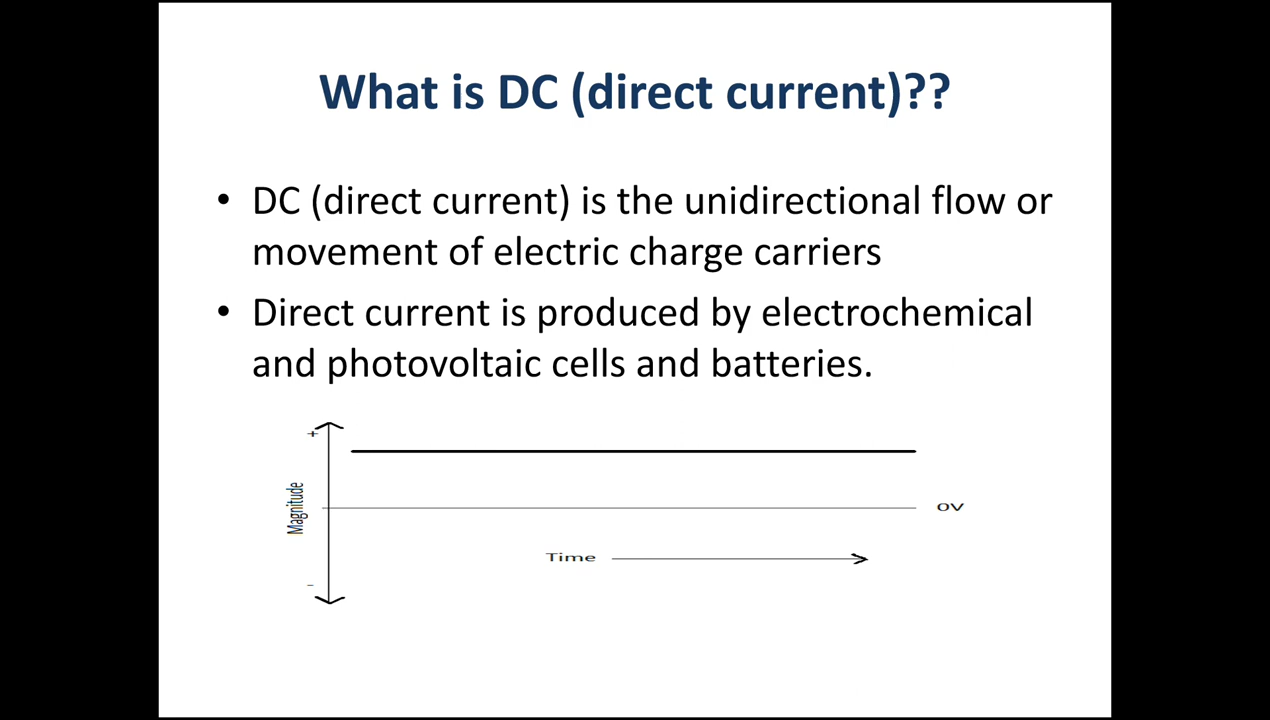 What is DC (direct current)??
• DC (direct current) is the unidirectional flow or
movement of electric charge carriers
• Direct current is produced by electrochemical
and photovoltaic cells and batteries.
+
Magnitude
0V
Time
-